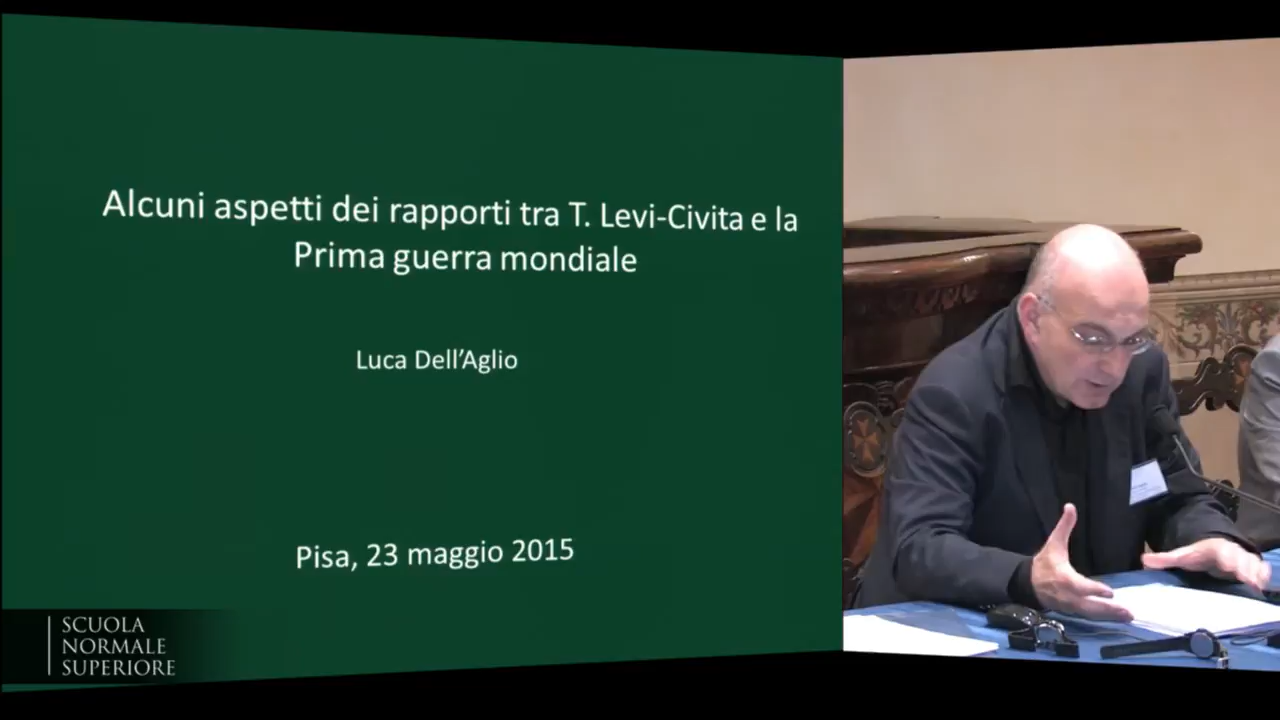 Alcuni aspetti dei rapporti tra T. Levi-Civita e la
Prima guerra mondiale
Luca Dell'Aglio
Pisa, 23 maggio 2015
SCUOLA
NORMALE
SUPERIORE